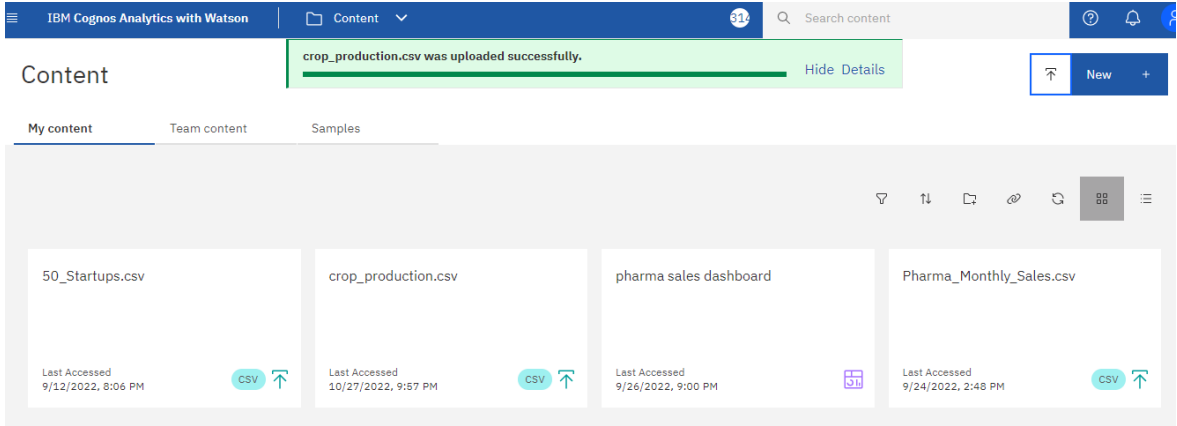 IBM Cognos Analytics with Watson
Content
314
Search content
crop_production.csv was uploaded successfully.
Hide Details
Content
New +
My content
Team content
Samples
50_Startups.csv
Last Accessed
9/12/2022, 8:06 PM
CSV
crop_production.csv
Last Accessed
10/27/2022, 9:57 PM
CSV
pharma sales dashboard
Last Accessed
9/26/2022, 9:00 PM
Pharma_Monthly_Sales.csv
Last Accessed
9/24/2022, 2:48 PM
CSV